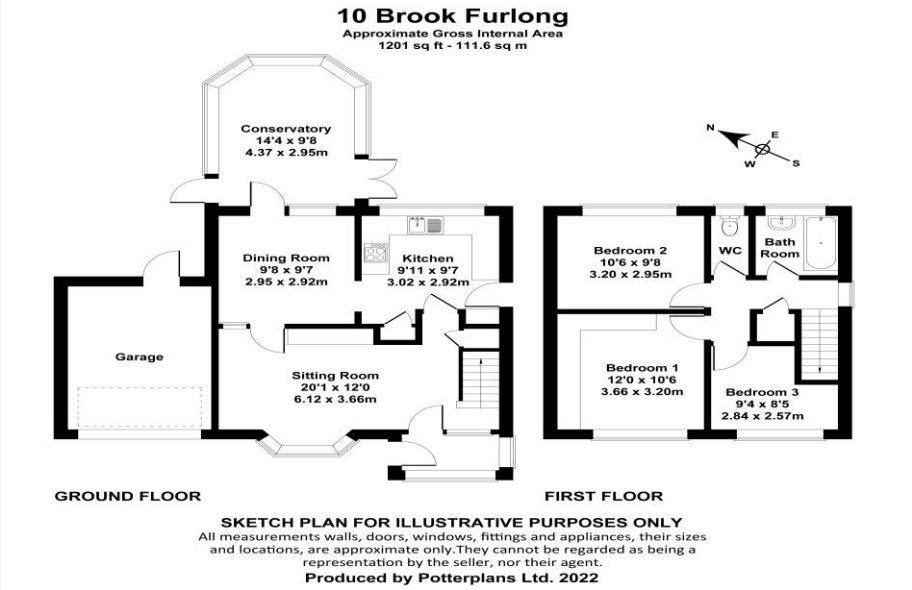 10 Brook Furlong
Approximate Gross Internal Area
1201 sq ft - 111.6 sq m
Conservatory
14'4 x 9'8
4.37 x 2.95m
N
E
W
S
Dining Room
9'8 x 9'7
2.95 x 2.92m
Kitchen
9'11 x 9'7
3.02 x 2.92m
Garage
Sitting Room
20'1 x 12'0
6.12 x 3.66m
Bedroom 2
10'6 x 9'8
3.20 x 2.95m
WC
Bath
Room
Bedroom 1
12'0 x 10'6
3.66 x 3.20m
Bedroom 3
9'4 x 8'5
2.84 x 2.57m
GROUND FLOOR
FIRST FLOOR
SKETCH PLAN FOR ILLUSTRATIVE PURPOSES ONLY
All measurements walls, doors, windows, fittings and appliances, their sizes
and locations, are approximate only.They cannot be regarded as being a
representation by the seller, nor their agent.
Produced by Potterplans Ltd. 2022